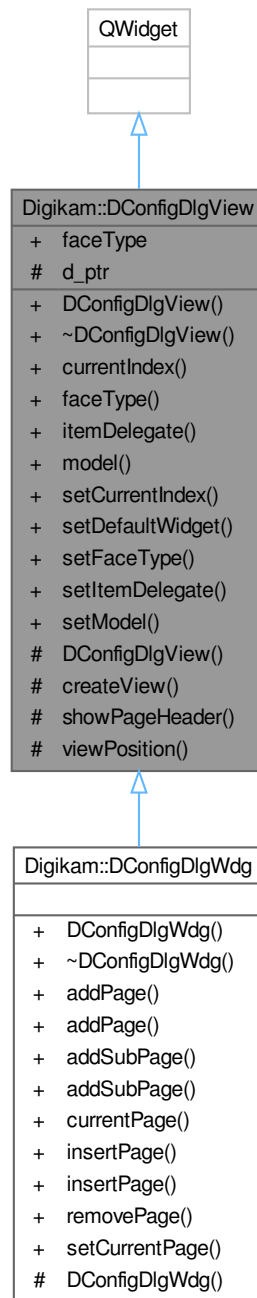 QWidget
Digikam::DConfigDlgView
+ faceType
# d_ptr
+ DConfigDlgView()
+ ~DConfigDlgView()
+ currentIndex()
+ faceType()
+ itemDelegate()
+ model()
+ setCurrentIndex()
+ setDefaultWidget()
+ setFaceType()
+ setItemDelegate()
+ setModel()
# DConfigDlgView()
# createView()
# showPageHeader()
# viewPosition()
Digikam::DConfigDlgWdg
+ DConfigDlgWdg()
+ ~DConfigDlgWdg()
+ addPage()
+ addPage()
+ addSubPage()
+ addSubPage()
+ currentPage()
+ insertPage()
+ insertPage()
+ removePage()
+ setCurrentPage()
# DConfigDlgWdg()